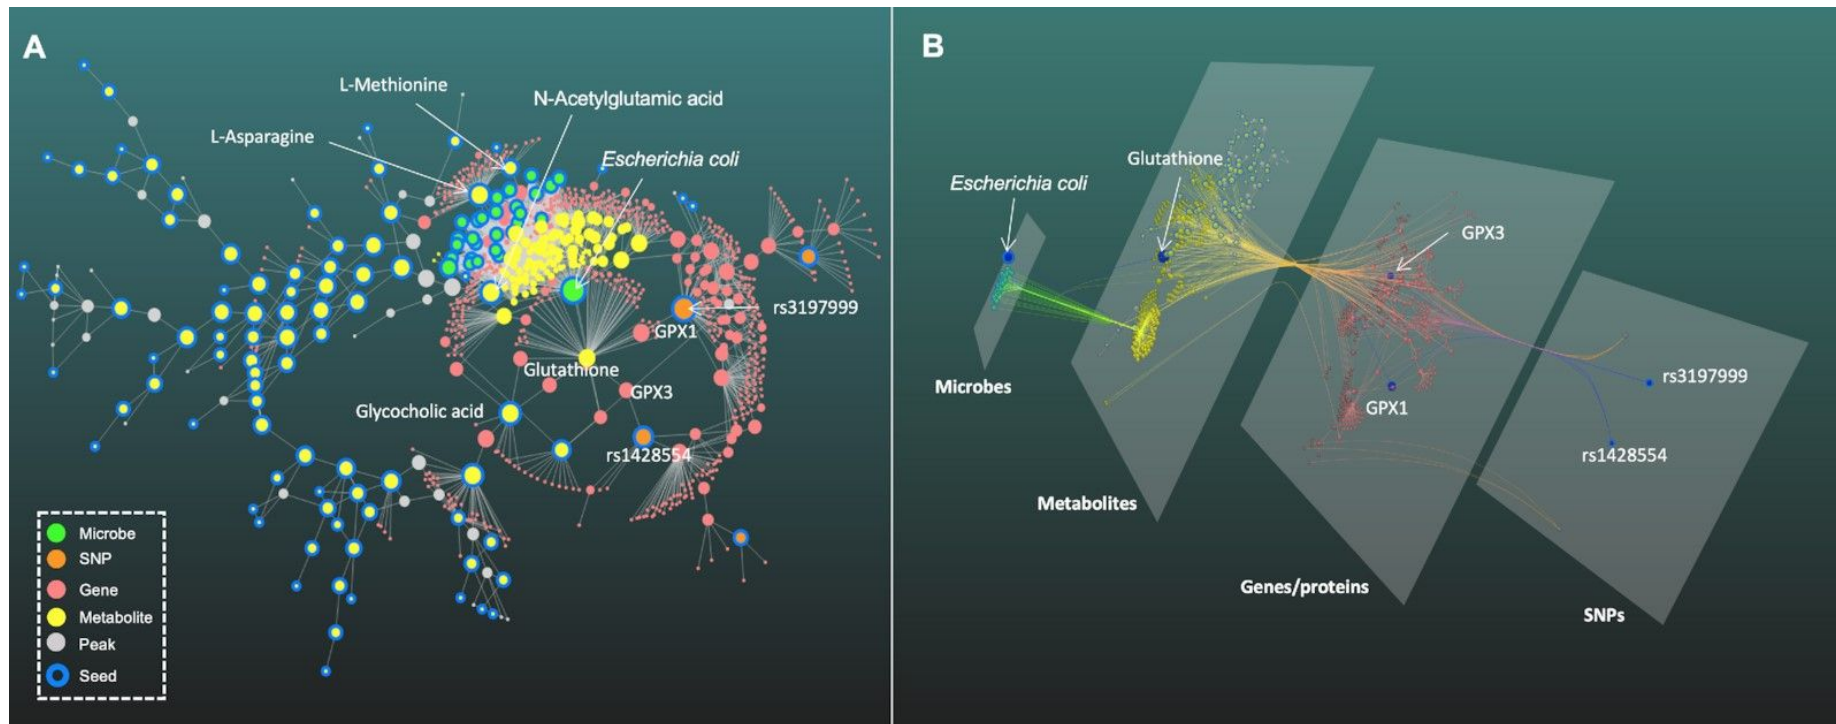 A
L-Methionine
N-Acetylglutamic acid
L-Asparagine
Escherichia coli
rs3197999
GPX1
Glutathione
GPX3
Glycocholic acid
rs1428554
Microbe
SNP
Gene
Metabolite
Peak
Seed
B
Glutathione
Escherichia coli
GPX3
rs3197999
Microbes
GPX1
rs1428554
Metabolites
Genes/proteins
SNPs